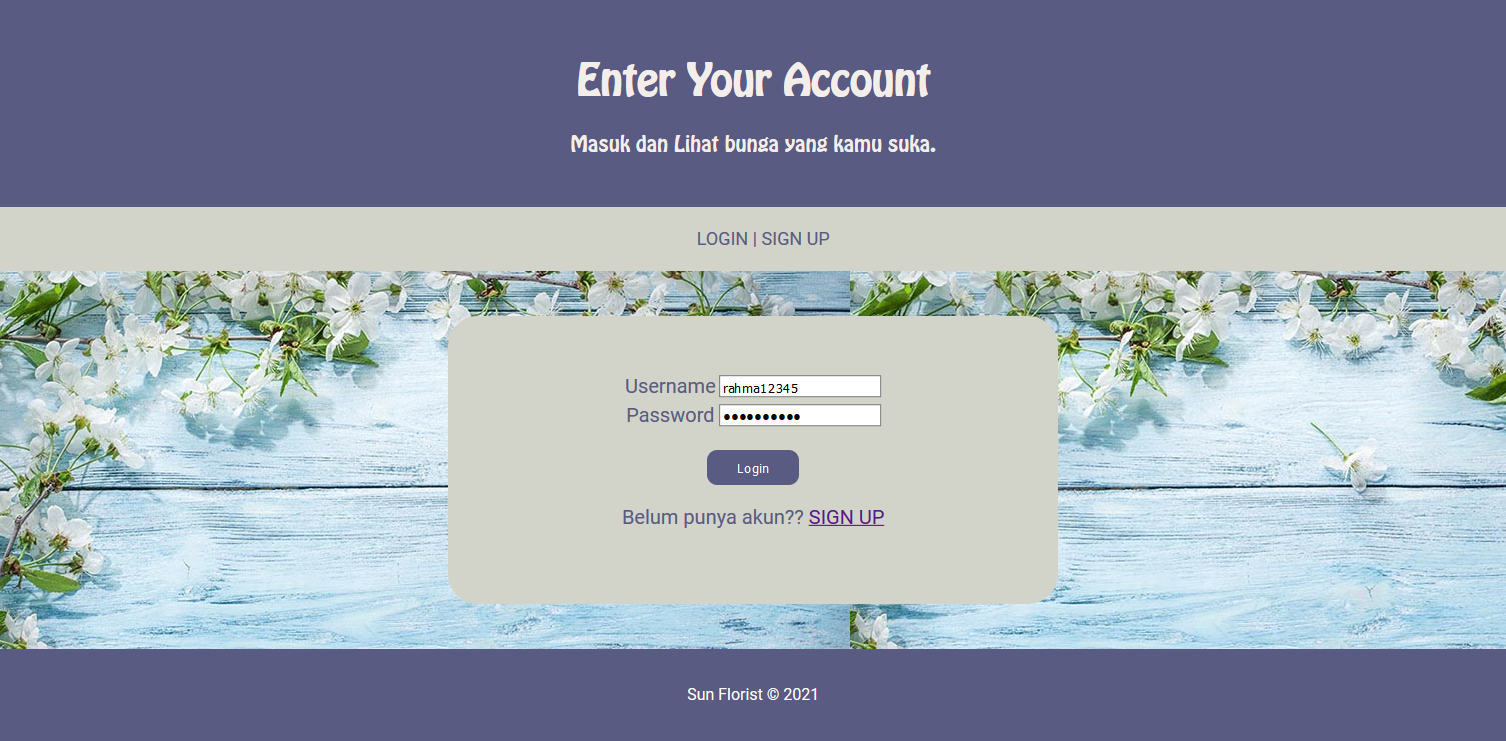 Enter Your Account
Masuk dan Lihat bunga yang kamu suka.
LOGIN | SIGN UP
Username rahma12345
Password ••••••••••
Login
Belum punya akun?? SIGN UP
Sun Florist © 2021